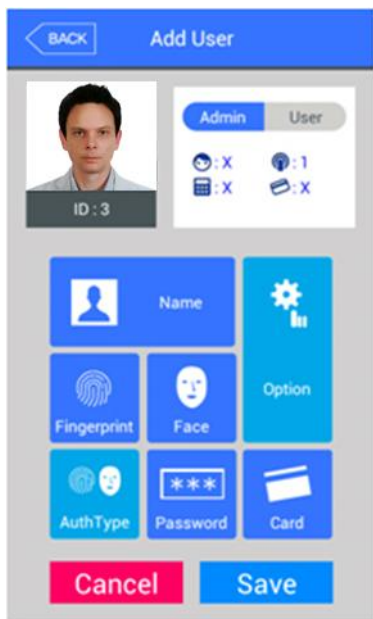 BACK Add User
Admin User
: X : 1
: X : X
ID : 3
Name
Option
Fingerprint Face
AuthType Password Card
***
Cancel Save